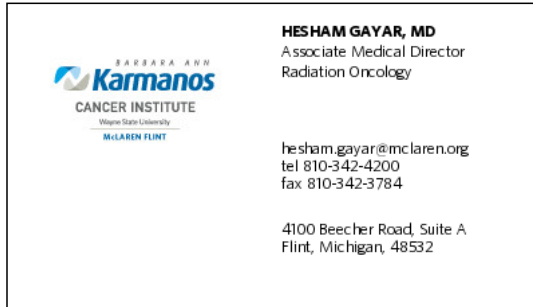 BARBARA ANN
Karmanos
CANCER INSTITUTE
Wayne State University
McLAREN FLINT
HESHAM GAYAR, MD
Associate Medical Director
Radiation Oncology
hesham.gayar@mclaren.org
tel 810-342-4200
fax 810-342-3784
4100 Beecher Road, Suite A
Flint, Michigan, 48532